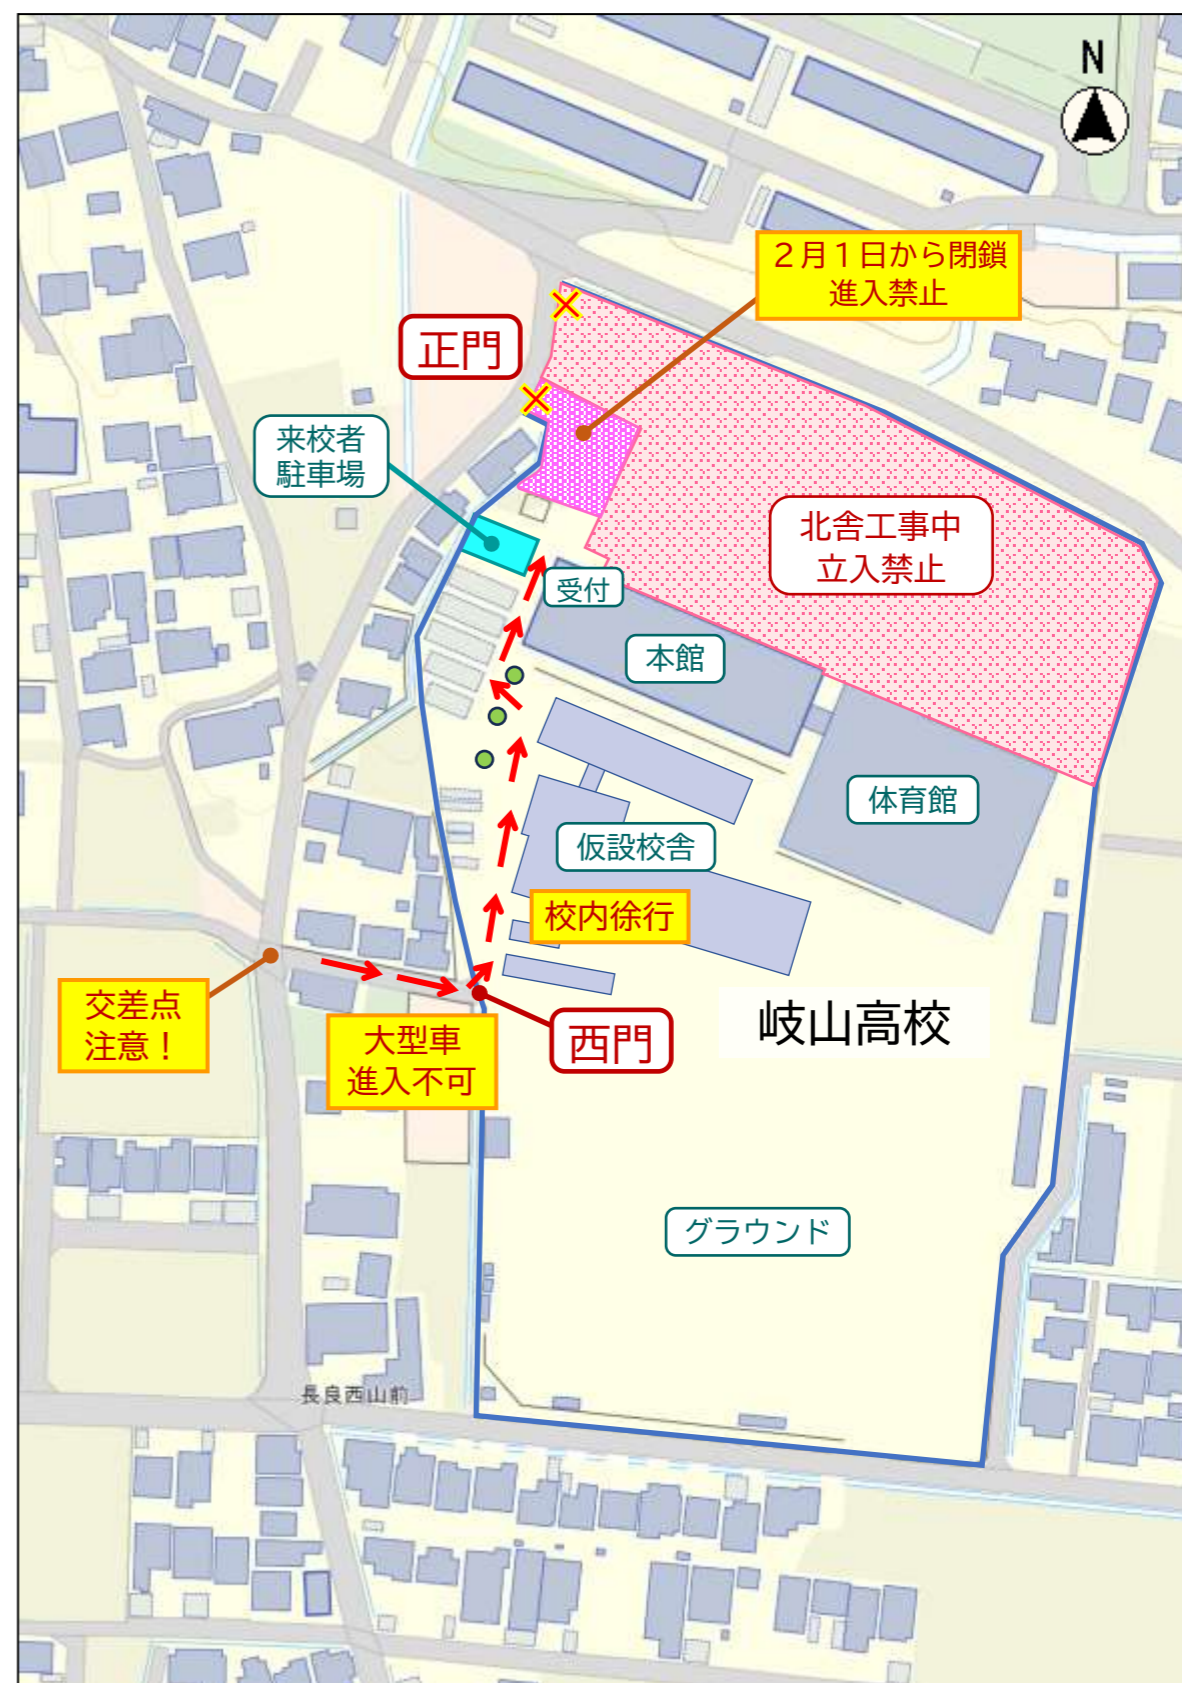 N
２月１日から閉鎖
進入禁止
正門
来校者
駐車場
北舎工事中
立入禁止
受付
本館
体育館
仮設校舎
校内徐行
交差点
注意！
大型車
進入不可
西門
岐山高校
グラウンド
長良西山前